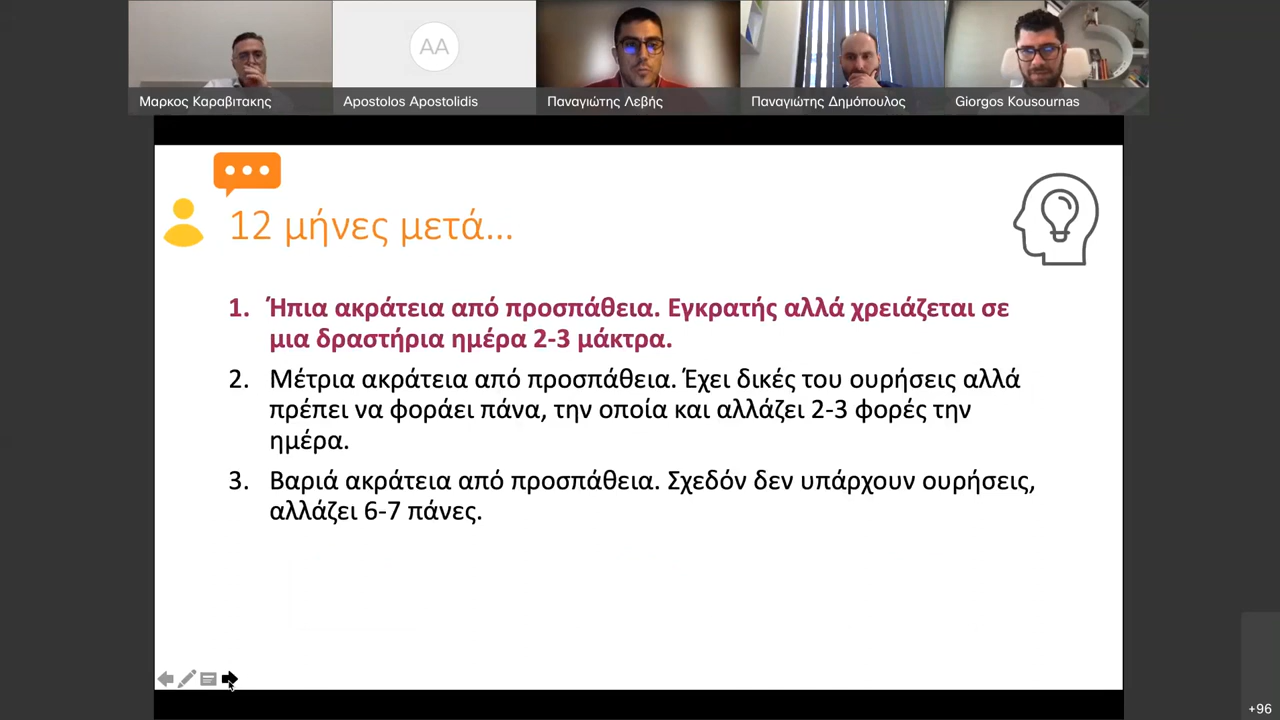 AA
Μαρκος Καραβιτακης
Apostolos Apostolidis
Παναγιώτης Λεβής
Παναγιώτης Δημόπουλος
Giorgos Kousournas
12 μήνες μετά...
1. Ήπια ακράτεια από προσπάθεια. Εγκρατής αλλά χρειάζεται σε
μια δραστήρια ημέρα 2-3 μάκτρα.
2. Μέτρια ακράτεια από προσπάθεια. Έχει δικές του ουρήσεις αλλά
πρέπει να φοράει πάνα, την οποία και αλλάζει 2-3 φορές την
ημέρα.
3. Βαριά ακράτεια από προσπάθεια. Σχεδόν δεν υπάρχουν ουρήσεις,
αλλάζει 6-7 πάνες.
+96